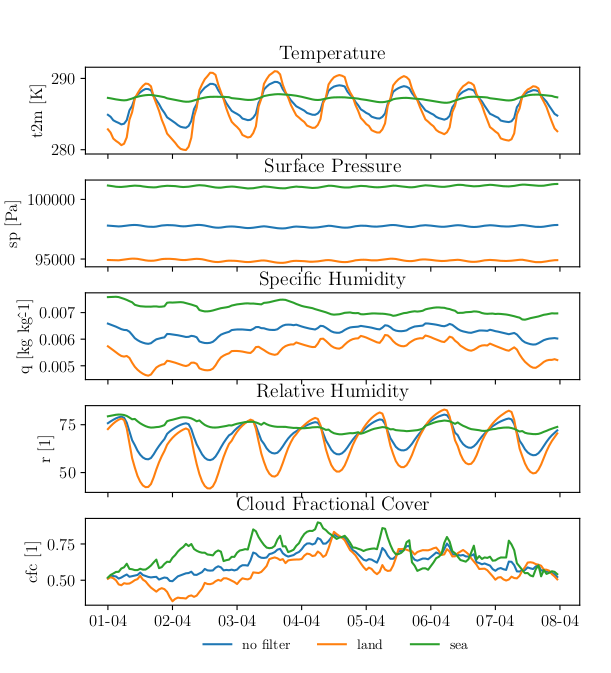 Temperature
t2m [K]
290
280
Surface Pressure
sp [Pa]
100000
95000
Specific Humidity
q [kg kg-1]
0.007
0.006
0.005
Relative Humidity
r [1]
75
50
Cloud Fractional Cover
cfc [1]
0.75
0.50
01-04 02-04 03-04 04-04 05-04 06-04 07-04 08-04
no filter land sea